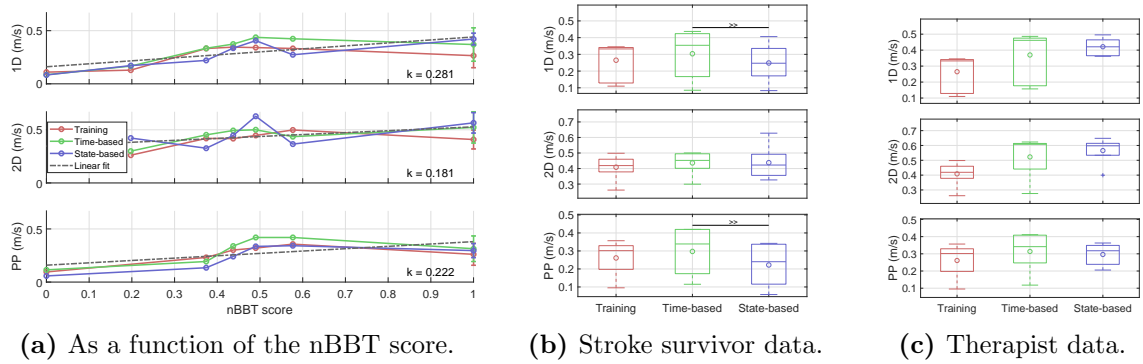 1D (m/s)
0.5
0
k = 0.281
2D (m/s)
0.5
0
Training
Time-based
State-based
Linear fit
k = 0.181
PP (m/s)
0.5
0
k = 0.222
0 0.1 0.2 0.3 0.4 0.5 0.6 0.7 0.8 0.9 1
nBBT score
(a) As a function of the nBBT score.
1D (m/s)
0.5
0.4
0.3
0.2
0.1
>>
2D (m/s)
0.7
0.6
0.5
0.4
0.3
PP (m/s)
0.5
0.4
0.3
0.2
0.1
>>
Training Time-based State-based
(b) Stroke survivor data.
1D (m/s)
0.5
0.4
0.3
0.2
0.1
2D (m/s)
0.7
0.6
0.5
0.4
0.3
PP (m/s)
0.4
0.3
0.2
0.1
Training Time-based State-based
(c) Therapist data.